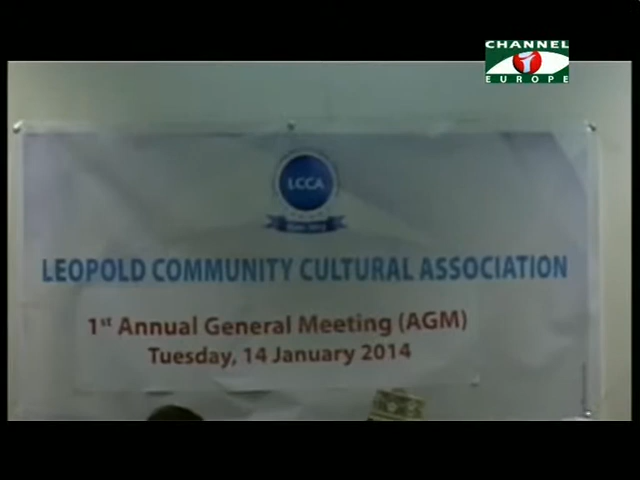 CHANNEL
i
EUROPE
LCCA
LEOPOLD COMMUNITY CULTURAL ASSOCIATION
1st Annual General Meeting (AGM)
Tuesday, 14 January 2014